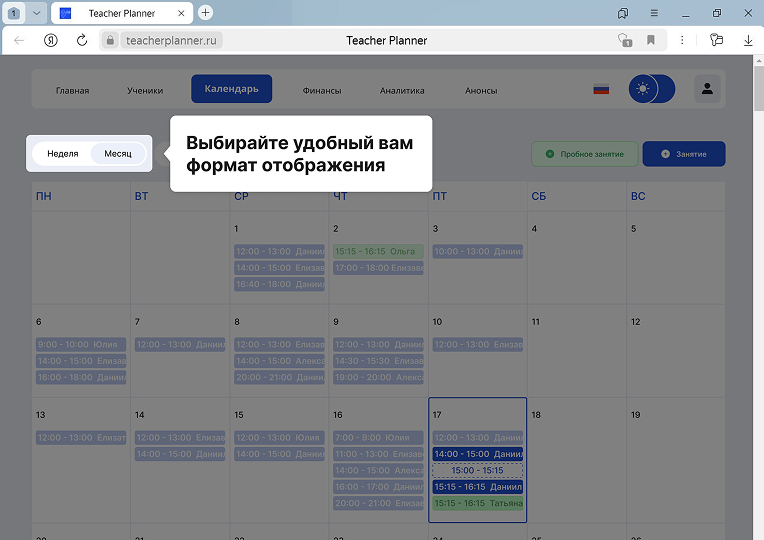 1 Teacher Planner
teacherplanner.ru Teacher Planner 1
Главная Ученики Календарь Финансы Аналитика Анонсы
Неделя Месяц
Выбирайте удобный вам
формат отображения
Пробное занятие Занятие
ПН ВТ СР ЧТ ПТ СБ ВС
1 2 3 4 5
12:00 - 13:00 Даниил 15:15 - 16:15 Ольга 10:00 - 13:00 Даниил
14:00 - 15:00 Елизав 17:00 - 18:00 Елизав
16:40 - 18:00 Даниил
6 7 8 9 10 11 12
9:00 - 10:00 Юлия 12:00 - 13:00 Даниил 12:00 - 13:00 Елизав 12:00 - 13:00 Даниил 12:00 - 13:00 Елизав
14:00 - 15:00 Елизав 14:00 - 15:00 Алекса 14:30 - 15:30 Елизав
16:00 - 18:00 Даниил 20:00 - 21:00 Даниил 19:00 - 20:00 Алекс
13 14 15 16 17 18 19
12:00 - 13:00 Елизат 12:00 - 13:00 Елизав 12:00 - 13:00 Юлия 7:00 - 8:00 Юлия 12:00 - 13:00 Даниил
14:00 - 15:00 Даниил 14:00 - 15:00 Даниил 11:00 - 13:00 Елизав 14:00 - 15:00 Даниил
14:00 - 15:00 Алекса 15:00 - 15:15
16:00 - 17:00 Даниил 15:15 - 16:15 Даниил
20:00 - 21:00 Елизав 15:15 - 16:15 Татьяна